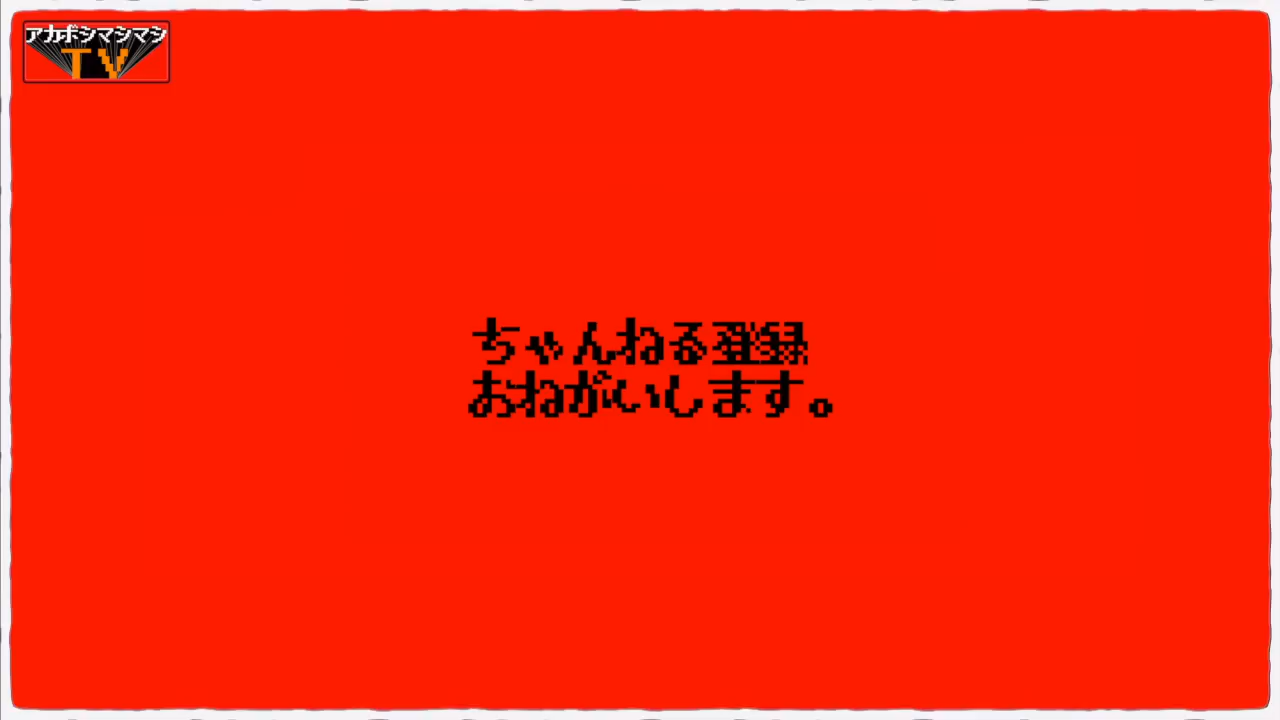 アカボシマシマシ
TV
ちゃんねる登録
おねがいします。